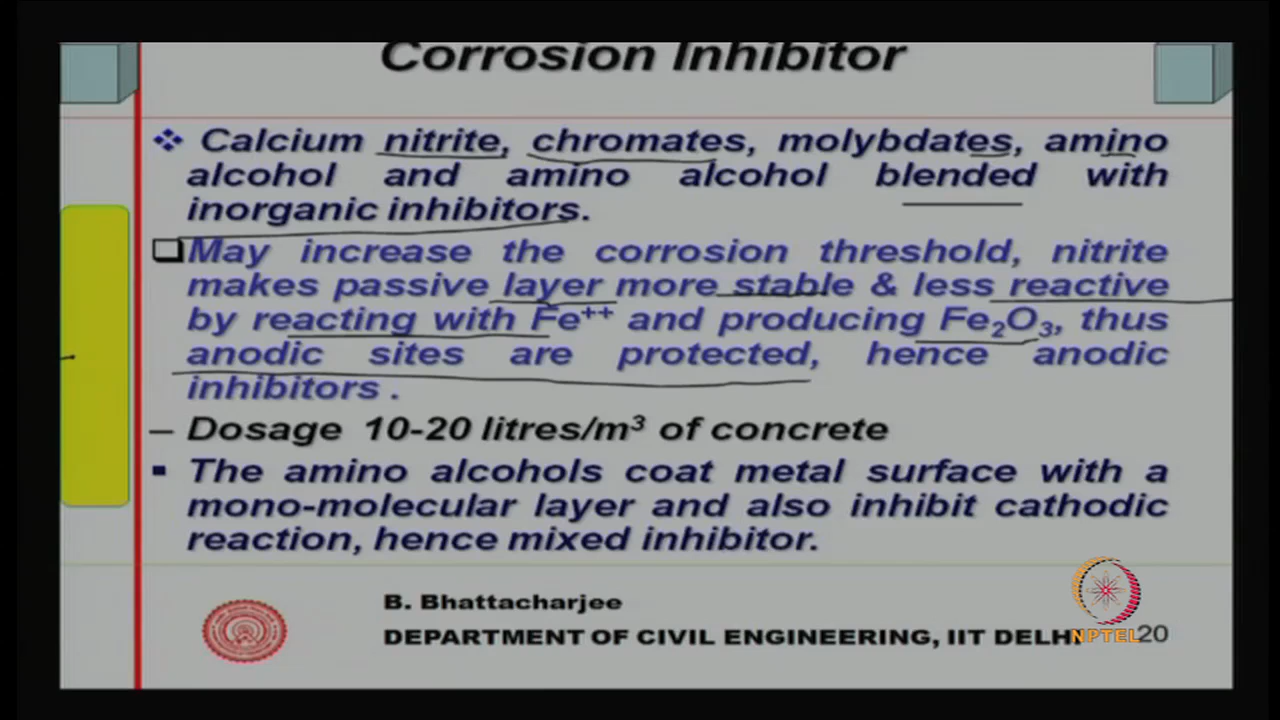 Corrosion Inhibitor
Calcium nitrite, chromates, molybdates, amino
alcohol and amino alcohol blended with
inorganic inhibitors.
May increase the corrosion threshold, nitrite
makes passive layer more stable & less reactive
by reacting with Fe⁺⁺ and producing Fe₂O₃, thus
anodic sites are protected, hence anodic
inhibitors .
– Dosage 10-20 litres/m³ of concrete
The amino alcohols coat metal surface with a
mono-molecular layer and also inhibit cathodic
reaction, hence mixed inhibitor.
B. Bhattacharjee
DEPARTMENT OF CIVIL ENGINEERING, IIT DELHI
NPTEL
20